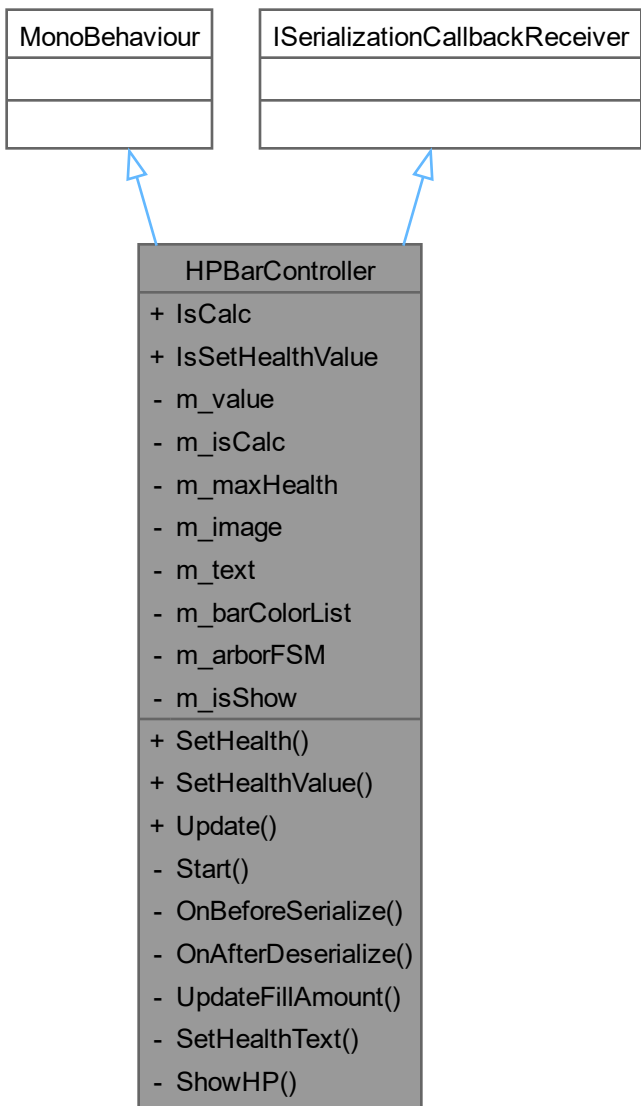 MonoBehaviour
ISerializationCallbackReceiver
HPBarController
+ IsCalc
+ IsSetHealthValue
- m_value
- m_isCalc
- m_maxHealth
- m_image
- m_text
- m_barColorList
- m_arborFSM
- m_isShow
+ SetHealth()
+ SetHealthValue()
+ Update()
- Start()
- OnBeforeSerialize()
- OnAfterDeserialize()
- UpdateFillAmount()
- SetHealthText()
- ShowHP()